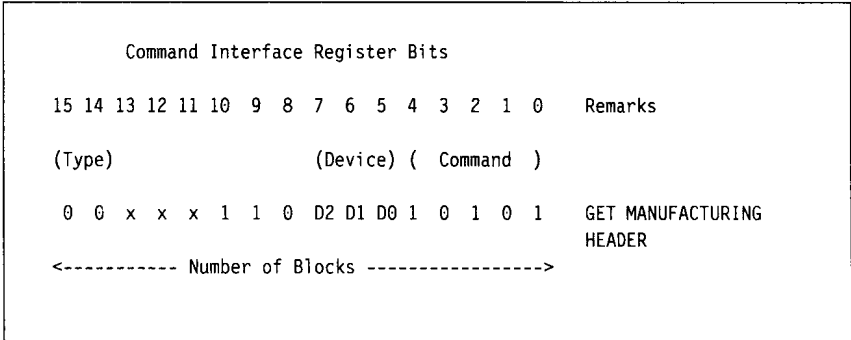 Command Interface Register Bits
15 14 13 12 11 10 9 8 7 6 5 4 3 2 1 0 Remarks
(Type) (Device) ( Command )
0 0 x x x 1 1 0 D2 D1 D0 1 0 1 0 1 GET MANUFACTURING
HEADER
<----------- Number of Blocks ----------------->